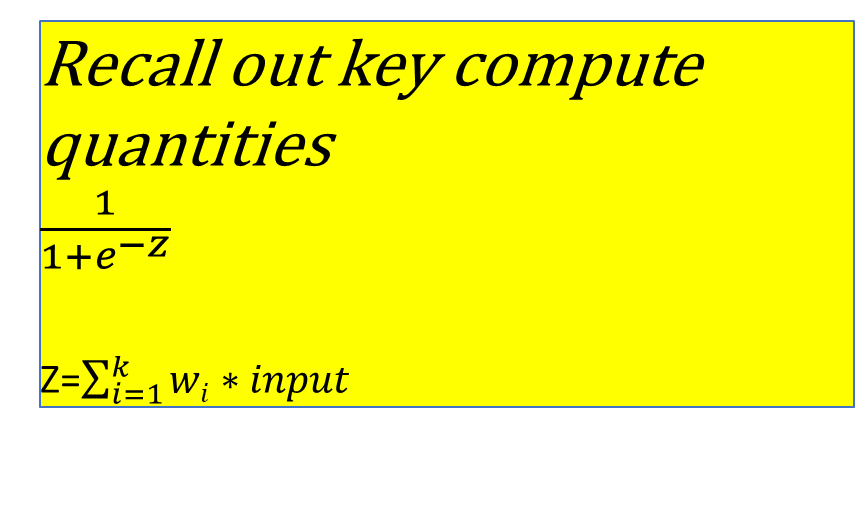 Recall out key compute
quantities
1
1+e^−z
Z=∑_{i=1}^{k} w_i * input